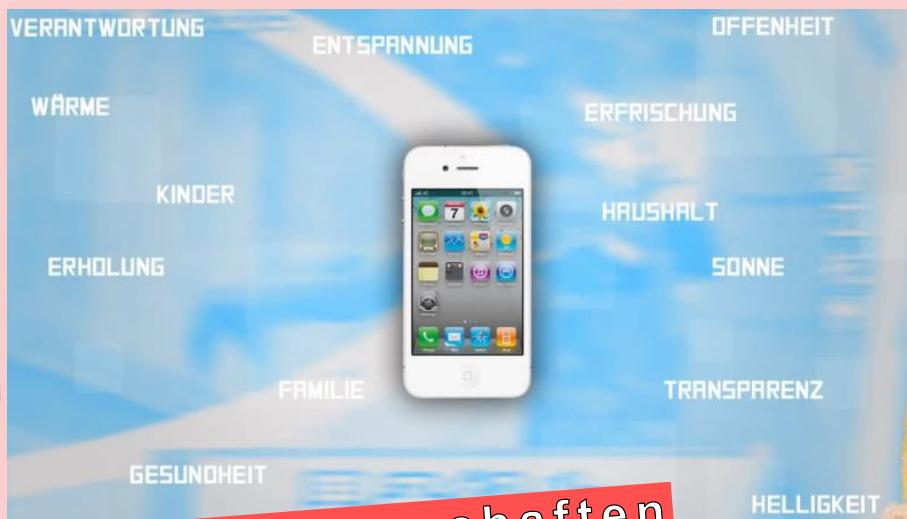 VERANTWORTUNG
ENTSPANNUNG
OFFENHEIT
WÄRME
ERFRISCHUNG
KINDER
HAUSHALT
ERHOLUNG
SONNE
FAMILIE
TRANSPARENZ
GESUNDHEIT
HELLIGKEIT